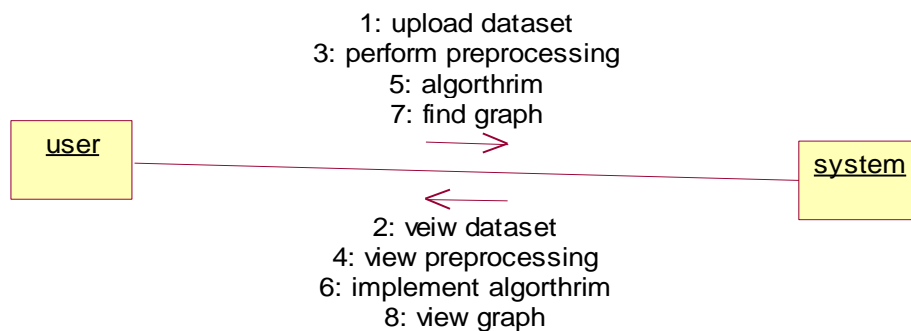 1: upload dataset
3: perform preprocessing
5: algorthrim
7: find graph
user
system
2: veiw dataset
4: view preprocessing
6: implement algorthrim
8: view graph